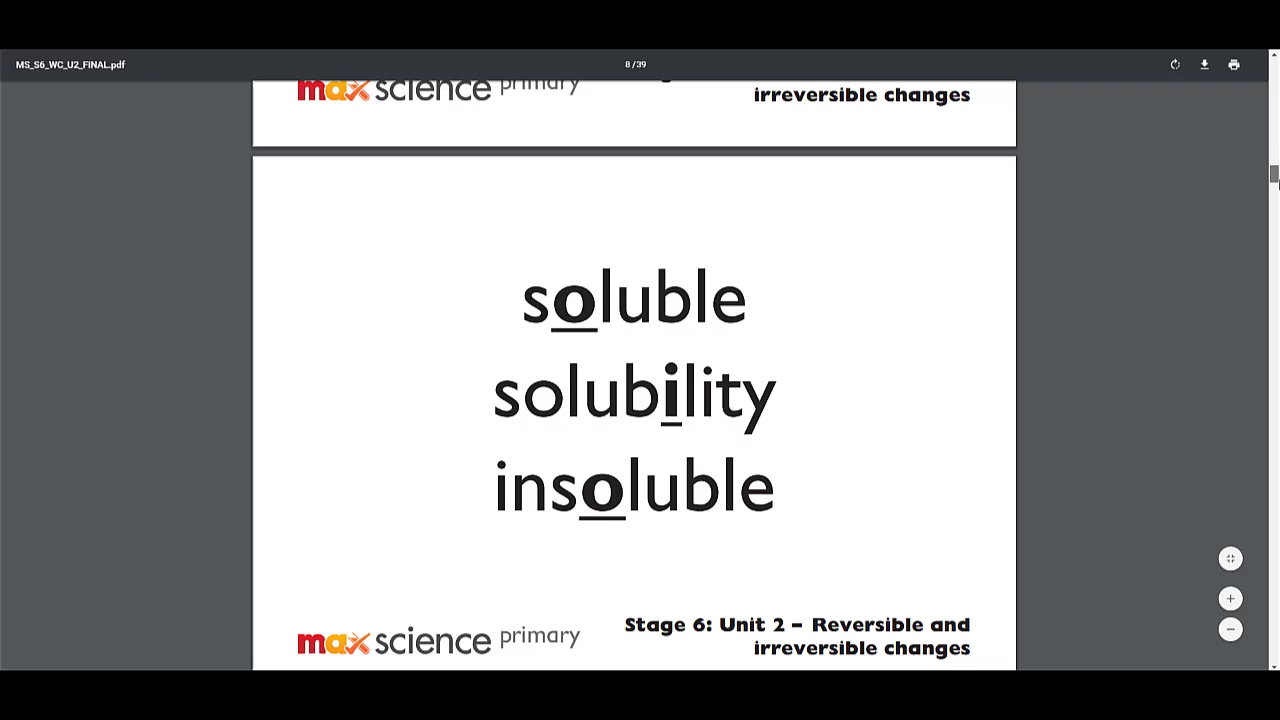 MS_S6_WC_U2_FINAL.pdf
8 /39
max science primary
irreversible changes
soluble
solubility
insoluble
max science primary
Stage 6: Unit 2 – Reversible and
irreversible changes